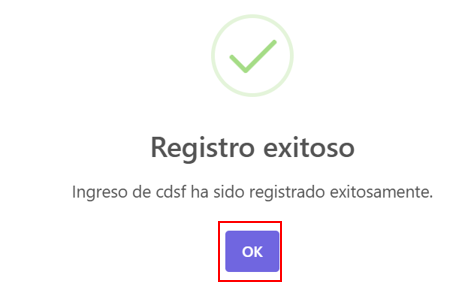 Registro exitoso
Ingreso de cdsf ha sido registrado exitosamente.
OK